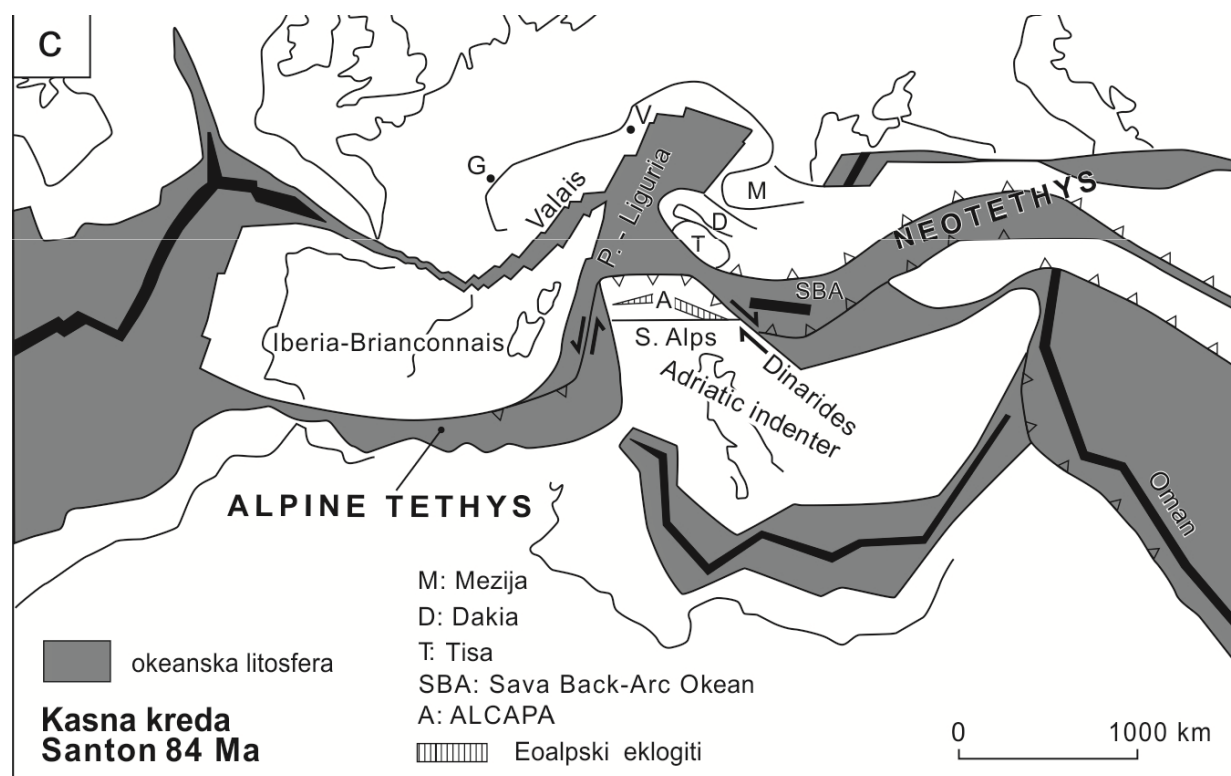 C
V
G
Valais
P. - Liguria
M
D
T
NEOTETHYS
SBA
A
S. Alps
Iberia-Brianconnais
Dinarides
Adriatic indenter
Oman
ALPINE TETHYS
M: Mezija
D: Dakia
T: Tisa
SBA: Sava Back-Arc Okean
A: ALCAPA
Eoalpski eklogiti
okeanska litosfera
Kasna kreda
Santon 84 Ma
0 1000 km